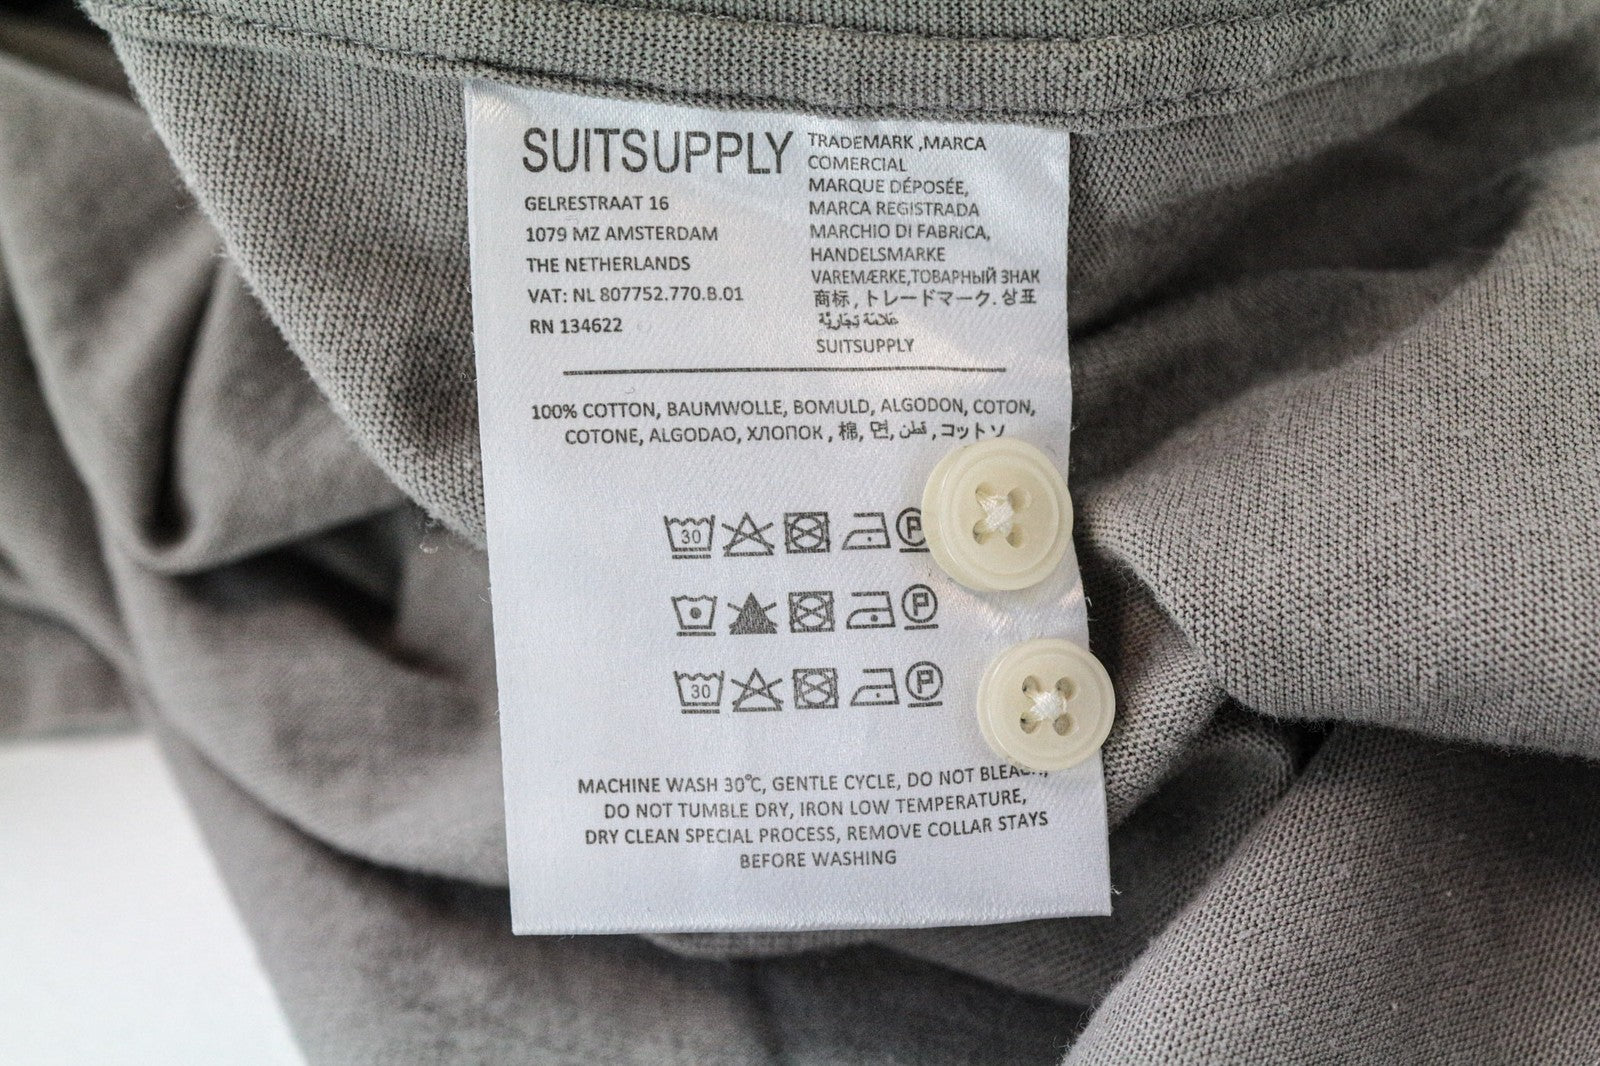 SUITSUPPLY
GELRESTRAAT 16
1079 MZ AMSTERDAM
THE NETHERLANDS
VAT: NL 807752.770.B.01
RN 134622
TRADEMARK ,MARCA
COMERCIAL
MARQUE DÉPOSÉE,
MARCA REGISTRADA
MARCHIO DI FABRICA,
HANDELSMARKE
VAREMÆRKE,ТОВАРНЫЙ ЗНАК
商标 , トレードマーク. 상표
عَلامَة تِجَارِيَّة
SUITSUPPLY
100% COTTON, BAUMWOLLE, BOMULD, ALGODON, COTON,
COTONE, ALGODAO, ХЛОПОК , 棉, 면, قطن , コットン
30 P
P
30 P
MACHINE WASH 30°C, GENTLE CYCLE, DO NOT BLEACH,
DO NOT TUMBLE DRY, IRON LOW TEMPERATURE,
DRY CLEAN SPECIAL PROCESS, REMOVE COLLAR STAYS
BEFORE WASHING